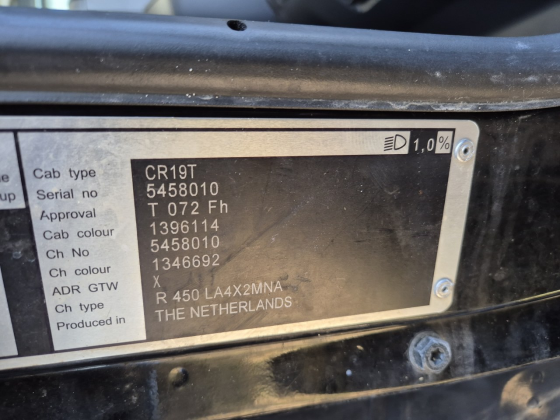 1,0%
e
up
Cab type CR19T
Serial no 5458010
Approval T 072 Fh
Cab colour 1396114
Ch No 5458010
Ch colour 1346692
ADR GTW X
Ch type R 450 LA4X2MNA
Produced in THE NETHERLANDS